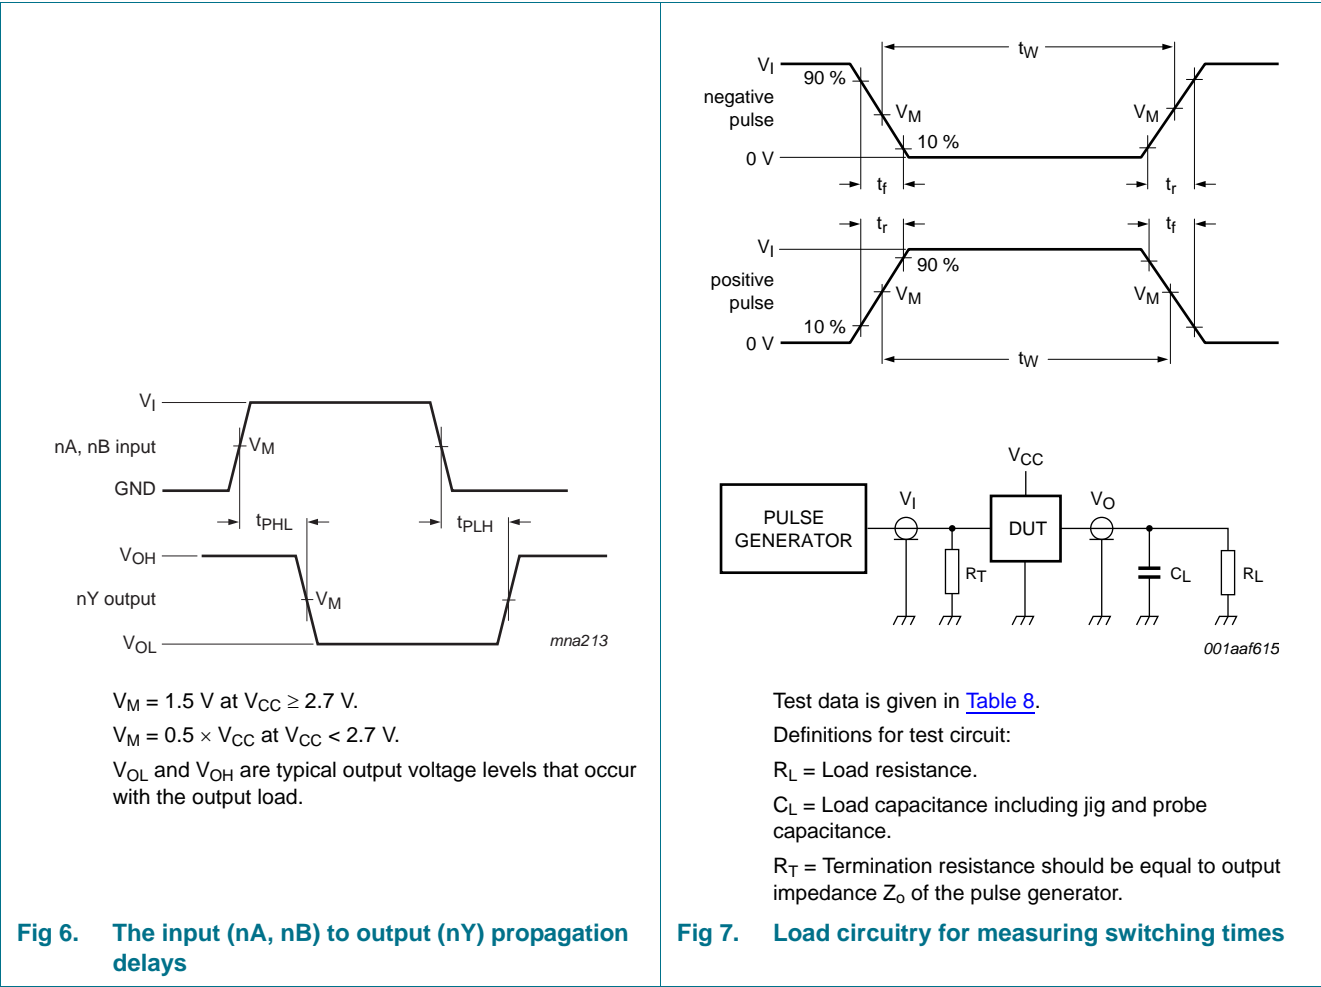 VI
nA, nB input
VM
GND
tPHL
tPLH
VOH
nY output
VM
VOL
mna213
VM = 1.5 V at VCC ≥ 2.7 V.
VM = 0.5 × VCC at VCC < 2.7 V.
VOL and VOH are typical output voltage levels that occur
with the output load.
Fig 6. The input (nA, nB) to output (nY) propagation
delays
tW
VI
90 %
negative
pulse
VM
VM
10 %
0 V
tf
tr
tr
tf
VI
90 %
positive
pulse
VM
VM
10 %
0 V
tW
VCC
VI
VO
PULSE
GENERATOR
DUT
RT
CL
RL
001aaf615
Test data is given in Table 8.
Definitions for test circuit:
RL = Load resistance.
CL = Load capacitance including jig and probe
capacitance.
RT = Termination resistance should be equal to output
impedance Zo of the pulse generator.
Fig 7. Load circuitry for measuring switching times